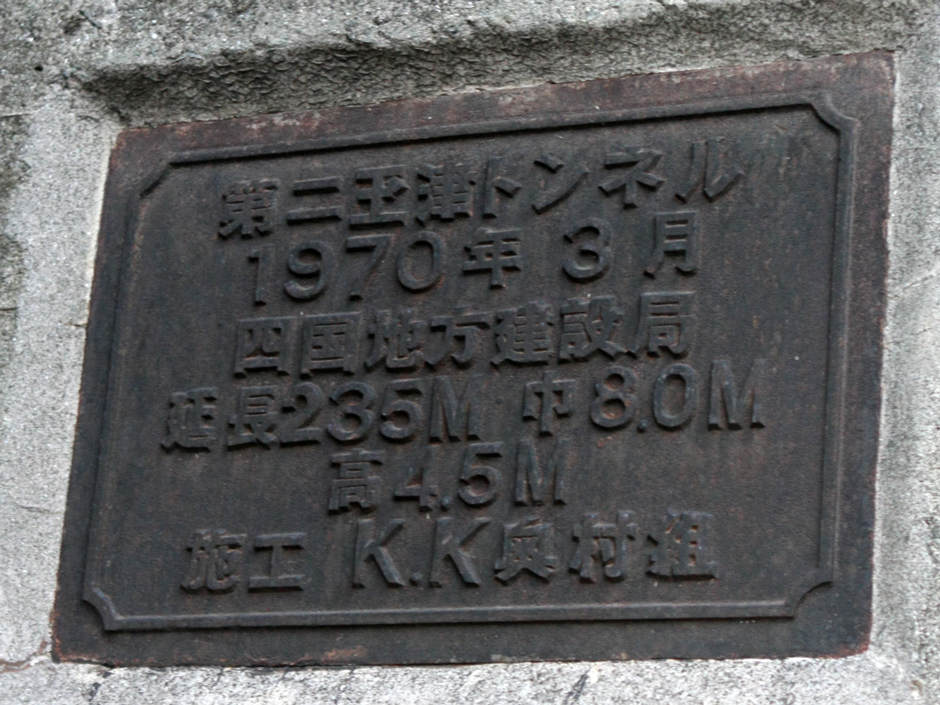 第二王津トンネル
1970年 3月
四国地方建設局
延長235M 巾8.0M
高4.5M
施工 K.K奥村組